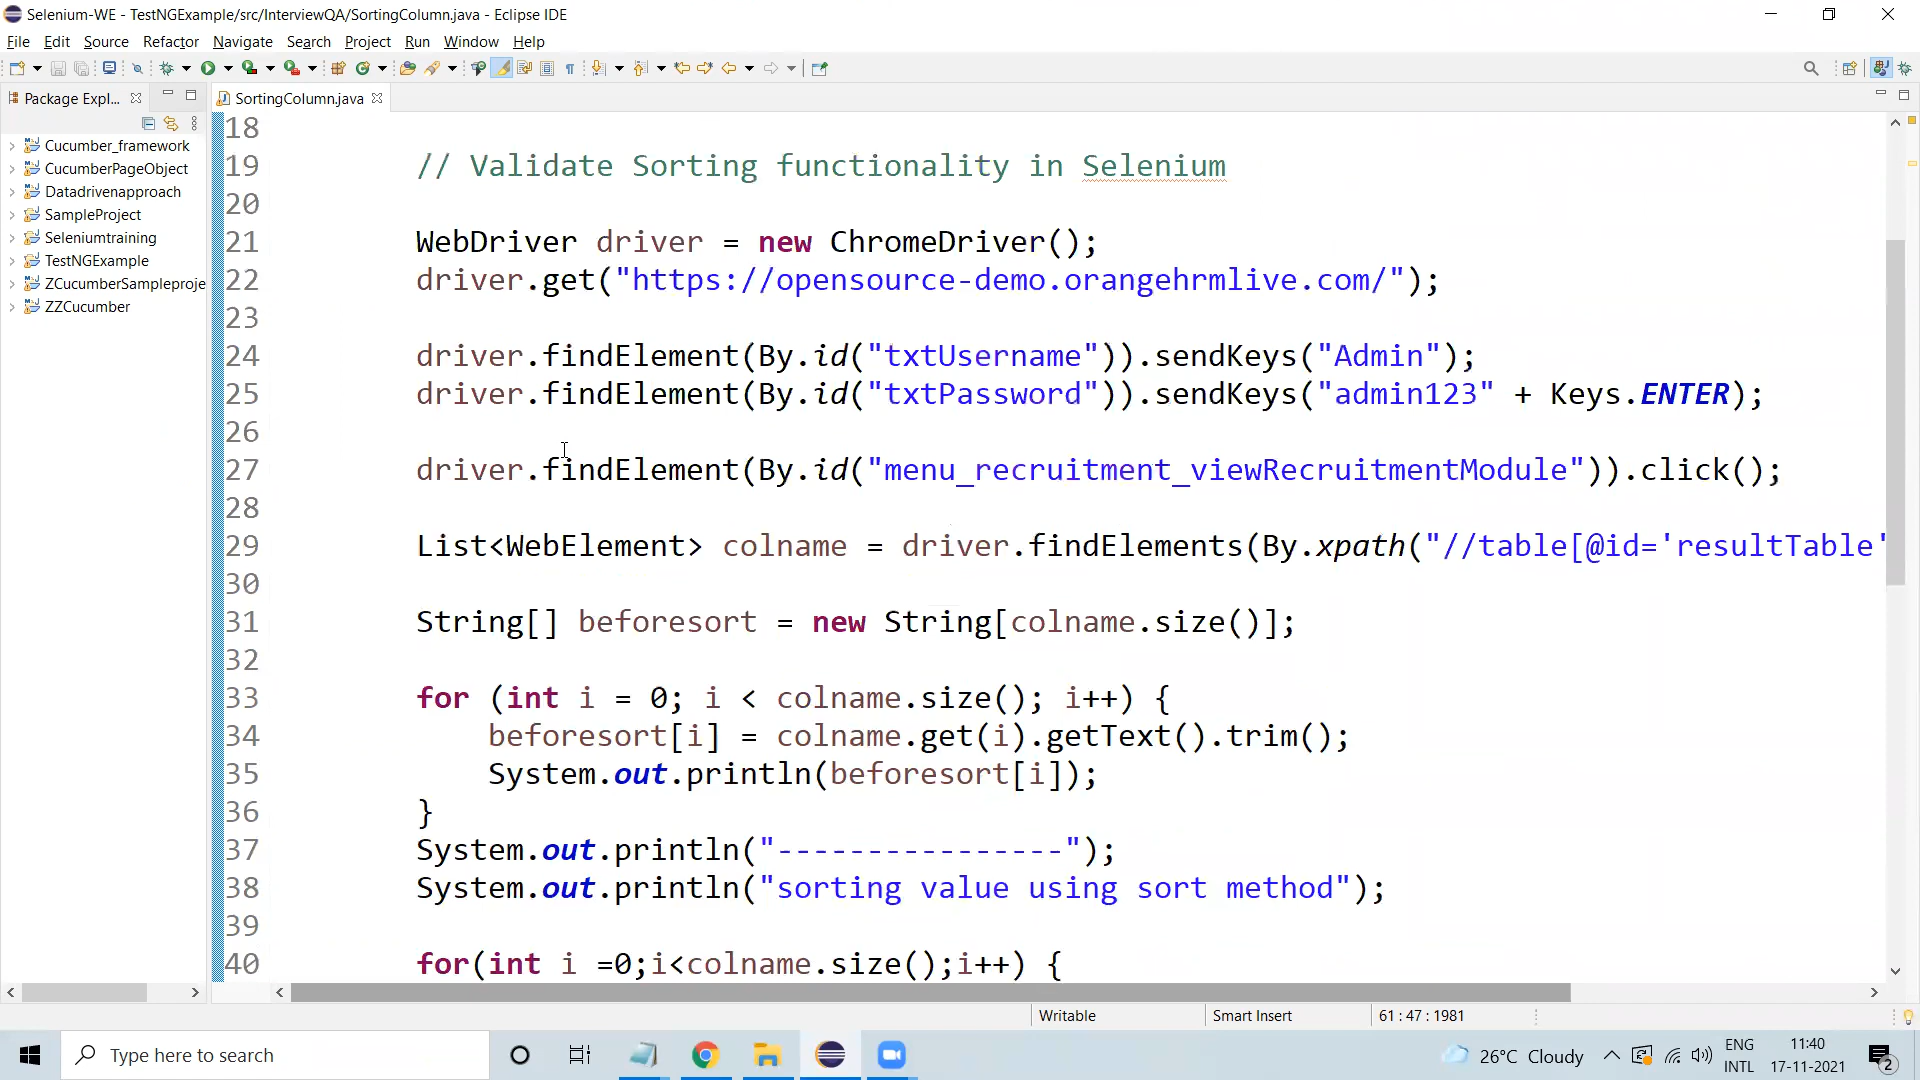 Selenium-WE - TestNGExample/src/InterviewQA/SortingColumn.java - Eclipse IDE
File Edit Source Refactor Navigate Search Project Run Window Help
Package Expl...
SortingColumn.java
Cucumber_framework
CucumberPageObject
Datadrivenapproach
SampleProject
Seleniumtraining
TestNGExample
ZCucumberSampleproje
ZZCucumber
18
19 // Validate Sorting functionality in Selenium
20
21 WebDriver driver = new ChromeDriver();
22 driver.get("https://opensource-demo.orangehrmlive.com/");
23
24 driver.findElement(By.id("txtUsername")).sendKeys("Admin");
25 driver.findElement(By.id("txtPassword")).sendKeys("admin123" + Keys.ENTER);
26
27 driver.findElement(By.id("menu_recruitment_viewRecruitmentModule")).click();
28
29 List<WebElement> colname = driver.findElements(By.xpath("//table[@id='resultTable'
30
31 String[] beforesort = new String[colname.size()];
32
33 for (int i = 0; i < colname.size(); i++) {
34 beforesort[i] = colname.get(i).getText().trim();
35 System.out.println(beforesort[i]);
36 }
37 System.out.println("----------------");
38 System.out.println("sorting value using sort method");
39
40 for(int i =0;i<colname.size();i++) {
Writable Smart Insert 61 : 47 : 1981
Type here to search
26°C Cloudy
ENG
INTL
11:40
17-11-2021
2